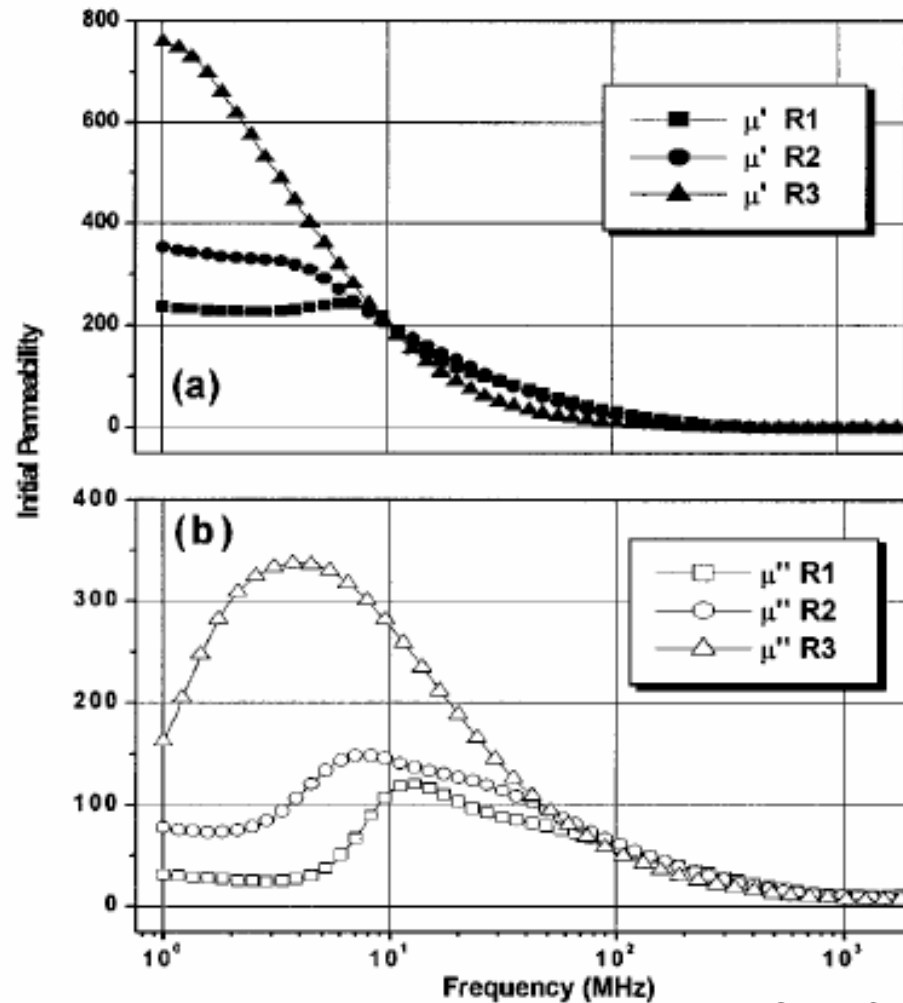 800
600
400
200
0
μ' R1
μ' R2
μ' R3
(a)
Initial Permeability
400
300
200
100
0
(b)
μ'' R1
μ'' R2
μ'' R3
10⁰ 10¹ 10² 10³
Frequency (MHz)